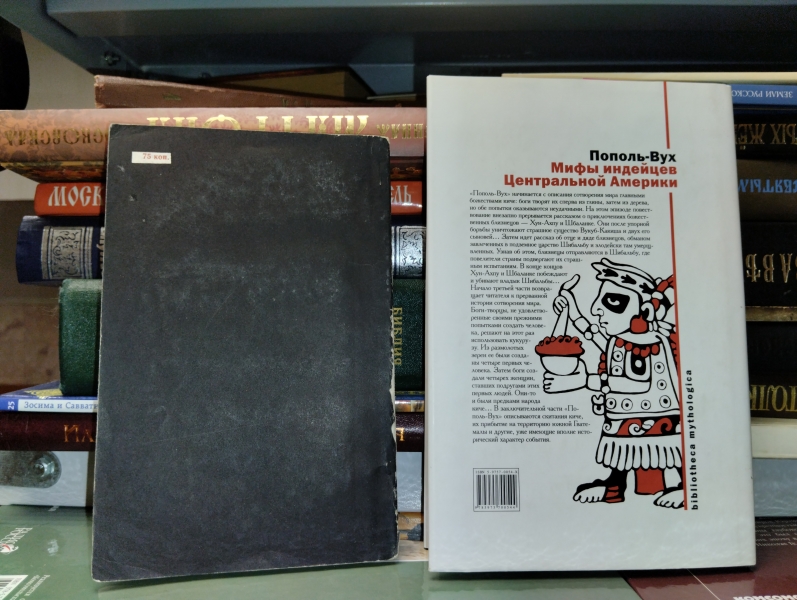 75 коп.
МОСК
БИБЛИЯ
25 Зосима и Савват
Пополь-Вух
Мифы индейцев
Центральной Америки
«Пополь-Вух» начинается с описания сотворения мира главными
божествами киче: боги творят их сперва из глины, затем из дерева,
но обе попытки оказываются неудачными. На этом эпизоде повест-
вование внезапно прерывается рассказом о приключениях божест-
венных близнецов — Хун-Ахпу и Шбаланке. Они после упорной
борьбы уничтожают страшное существо Вукуб-Какиша и двух его
сыновей... Затем идет рассказ об отце и дяде близнецов, обманом
завлеченных в подземное царство Шибальбу и злодейски там умерщ-
вленных. Узнав об этом, близнецы отправляются в Шибальбу, где
повелители страны подвергают их страш-
ным испытаниям. В конце концов
Хун-Ахпу и Шбаланке побеждают
и убивают владык Шибальбы...
Начало третьей части возвра-
щает читателя к прерванной
истории сотворения мира.
Боги-творцы, не удовлетво-
ренные своими прежними
попытками создать челове-
ка, решают на этот раз
использовать кукуру-
зу. Из размолотых
зерен ее были созда-
ны четыре первых че-
ловека. Затем боги соз-
дали четырех женщин,
ставших подругами этих
первых людей. Они-то
и были предками народа
киче... В заключительной части «По-
поль-Вух» описываются скитания киче,
их прибытие на территорию южной Гвате-
малы и другие, уже имеющие вполне исто-
рический характер события.
bibliotheca mythologica
ЗЕМЛИ РУССКО